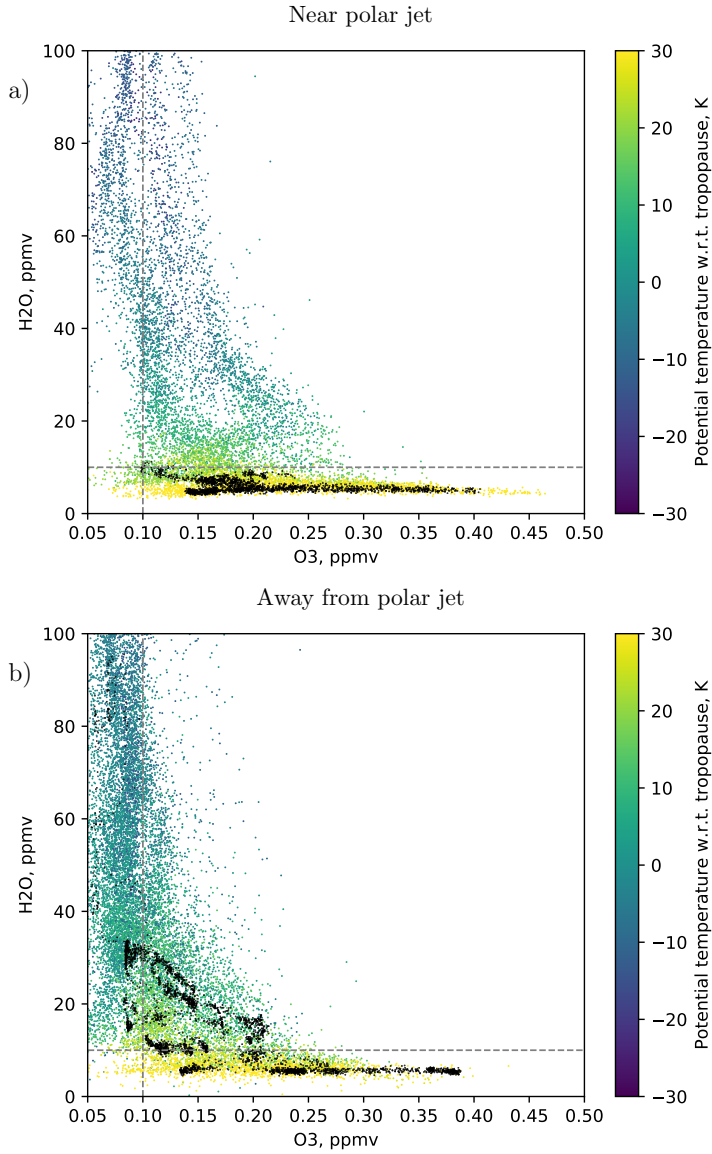 Near polar jet
a)
100
80
60
40
20
0
H2O, ppmv
0.05 0.10 0.15 0.20 0.25 0.30 0.35 0.40 0.45 0.50
O3, ppmv
30
20
10
0
−10
−20
−30
Potential temperature w.r.t. tropopause, K
Away from polar jet
b)
100
80
60
40
20
0
H2O, ppmv
0.05 0.10 0.15 0.20 0.25 0.30 0.35 0.40 0.45 0.50
O3, ppmv
30
20
10
0
−10
−20
−30
Potential temperature w.r.t. tropopause, K